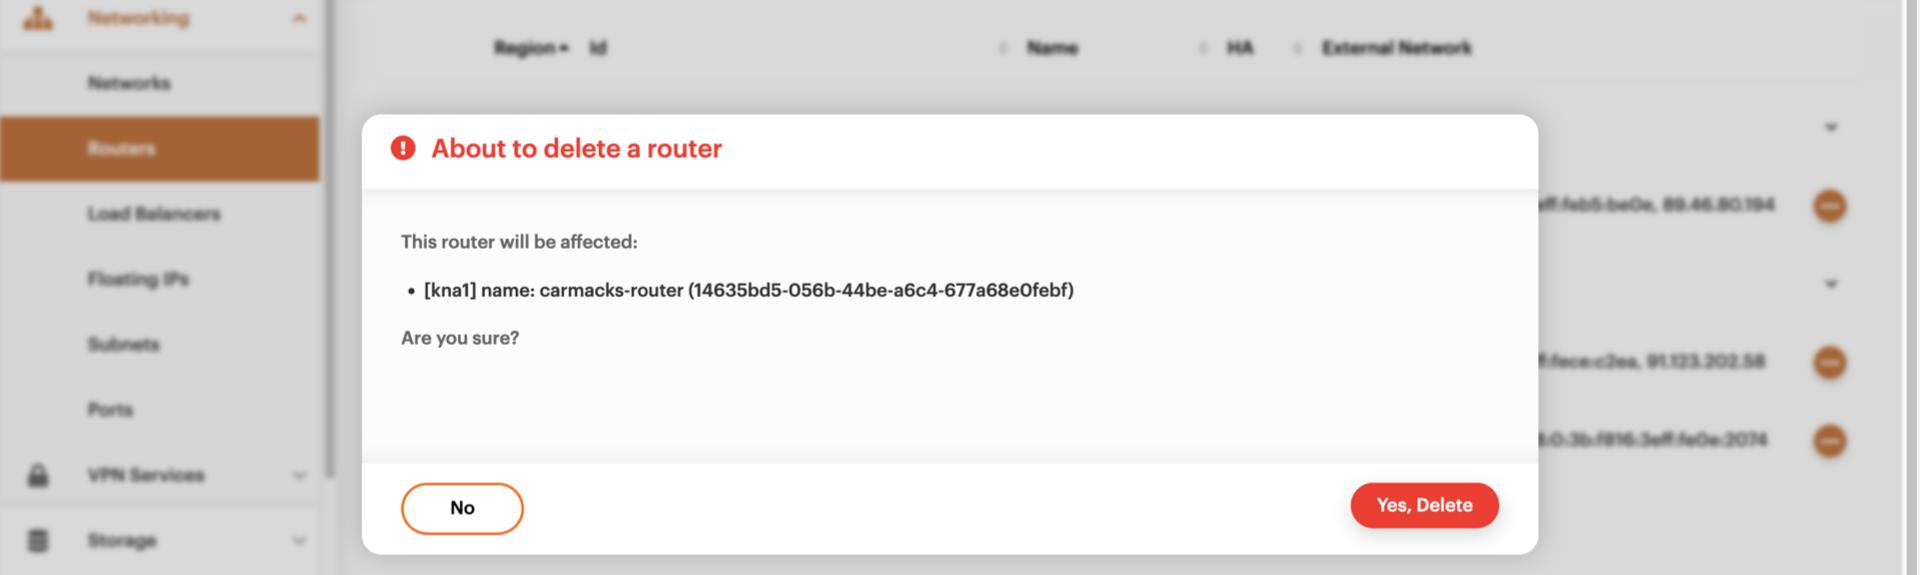 Networking
Region Id Name HA External Network
Networks
Routers
About to delete a router
Load Balancers
eff:feb5:be0e, 89.46.80.194
This router will be affected:
Floating IPs
• [kna1] name: carmacks-router (14635bd5-056b-44be-a6c4-677a68e0febf)
Subnets
Are you sure?
f:fece:c2ea, 91.123.202.58
Ports
:0:3b:f816:3eff:fe0e:2074
VPN Services
No
Yes, Delete
Storage